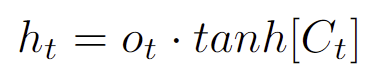 h_t = o_t · tanh[C_t]